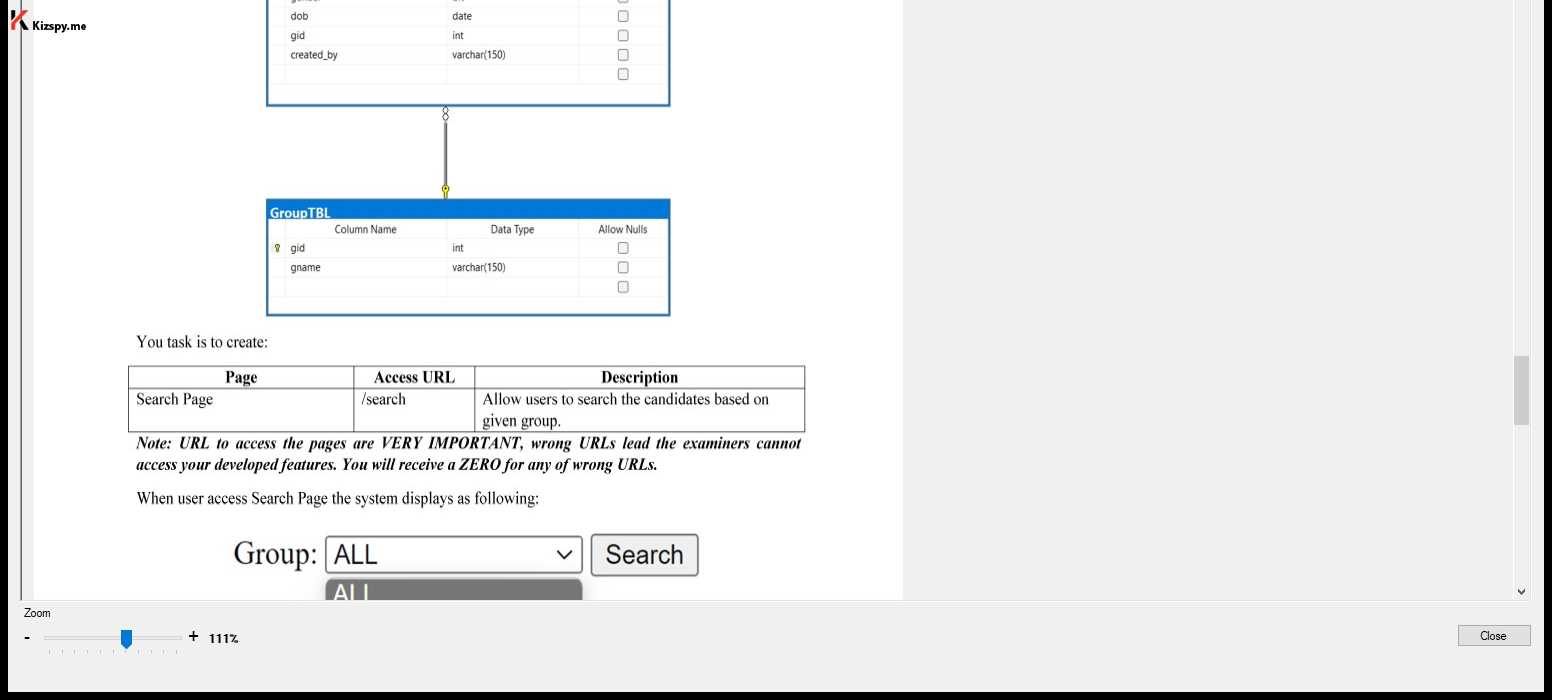 Kizspy.me
dob date
gid int
created_by varchar(150)
GroupTBL
Column Name Data Type Allow Nulls
gid int
gname varchar(150)
You task is to create:
Page Access URL Description
Search Page /search Allow users to search the candidates based on
given group.
Note: URL to access the pages are VERY IMPORTANT, wrong URLs lead the examiners cannot
access your developed features. You will receive a ZERO for any of wrong URLs.
When user access Search Page the system displays as following:
Group: ALL Search
ALL
Zoom
- + 111%
Close